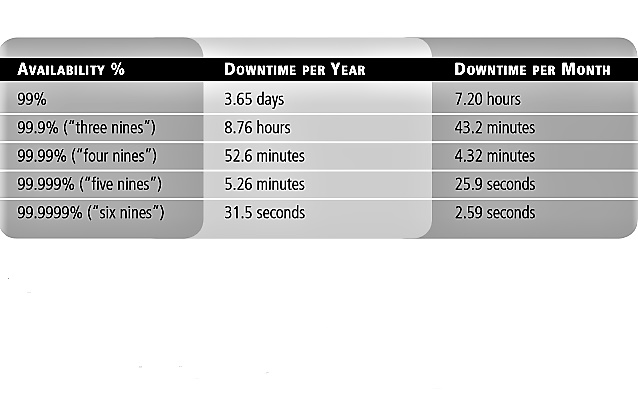 AVAILABILITY % DOWNTIME PER YEAR DOWNTIME PER MONTH
99% 3.65 days 7.20 hours
99.9% ("three nines") 8.76 hours 43.2 minutes
99.99% ("four nines") 52.6 minutes 4.32 minutes
99.999% ("five nines") 5.26 minutes 25.9 seconds
99.9999% ("six nines") 31.5 seconds 2.59 seconds